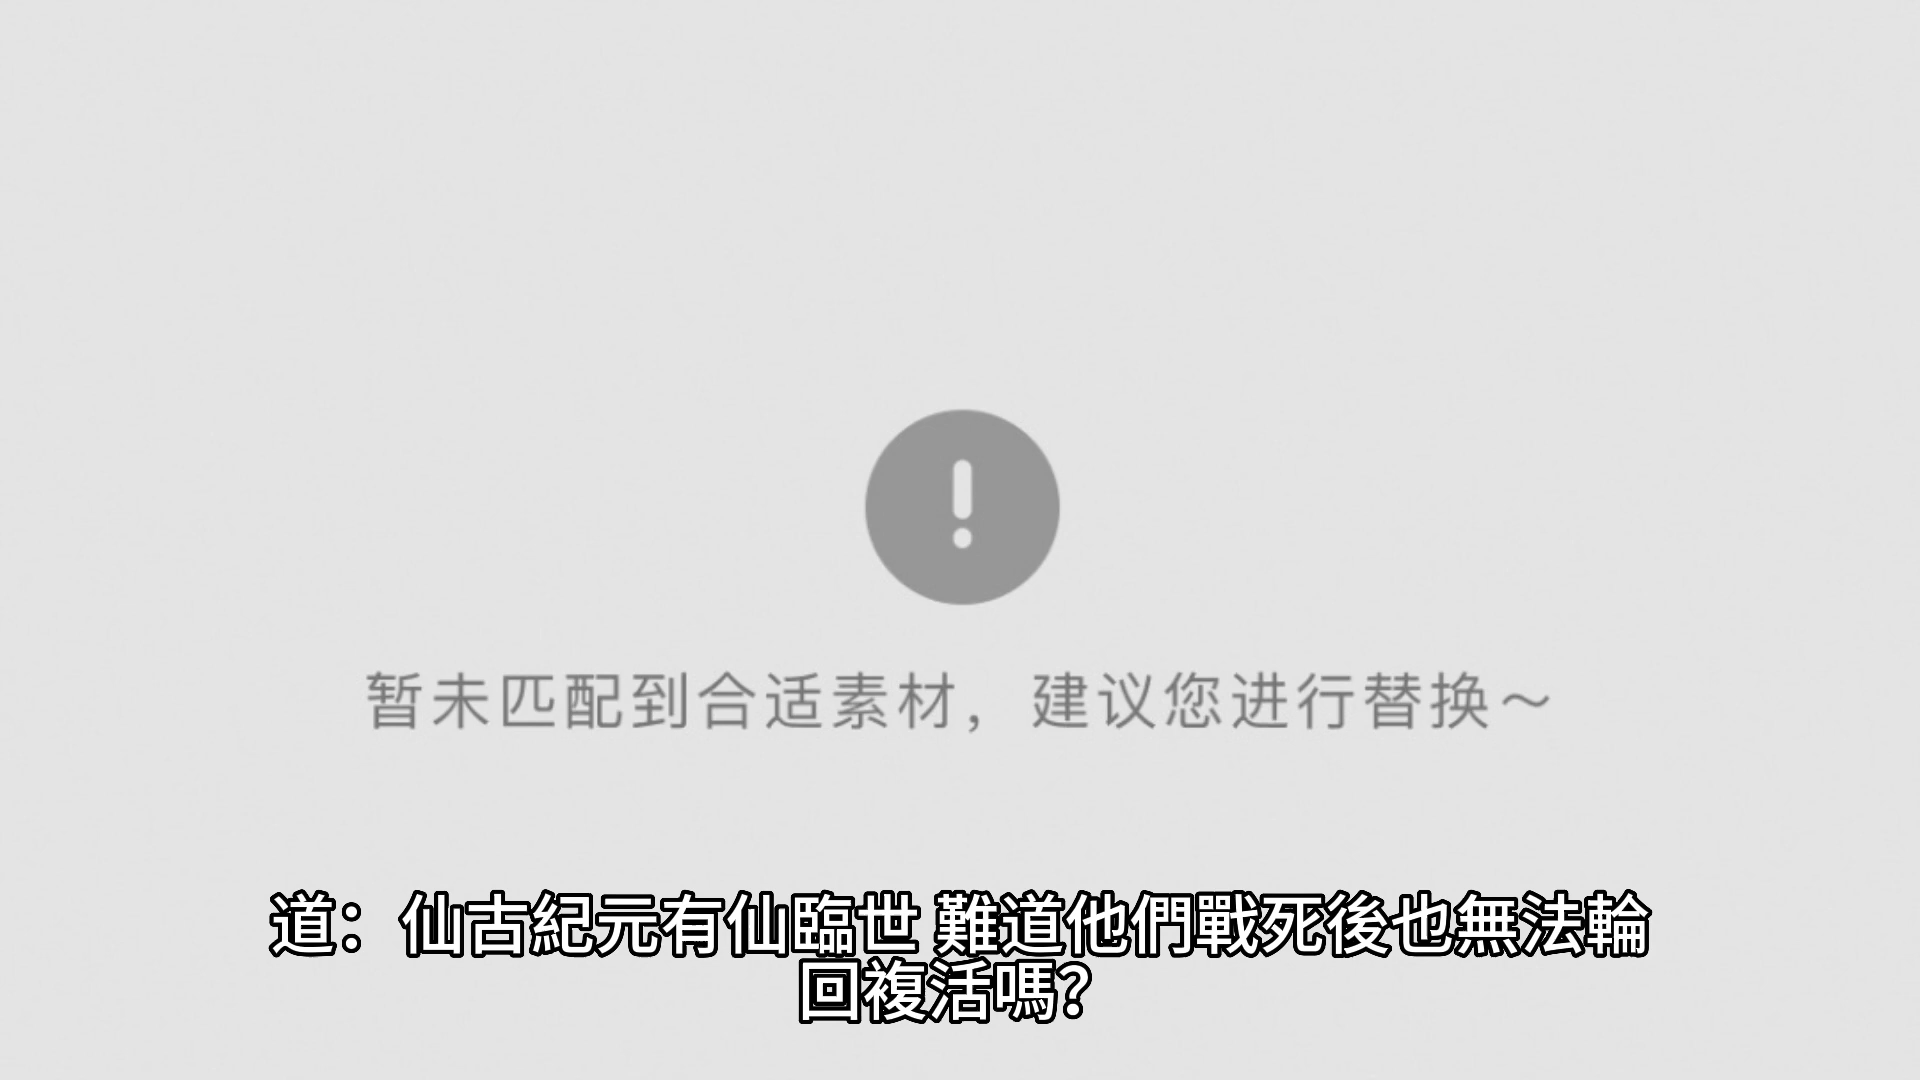 暂未匹配到合适素材，建议您进行替换～
道：仙古紀元有仙臨世 難道他們戰死後也無法輪
回複活嗎？